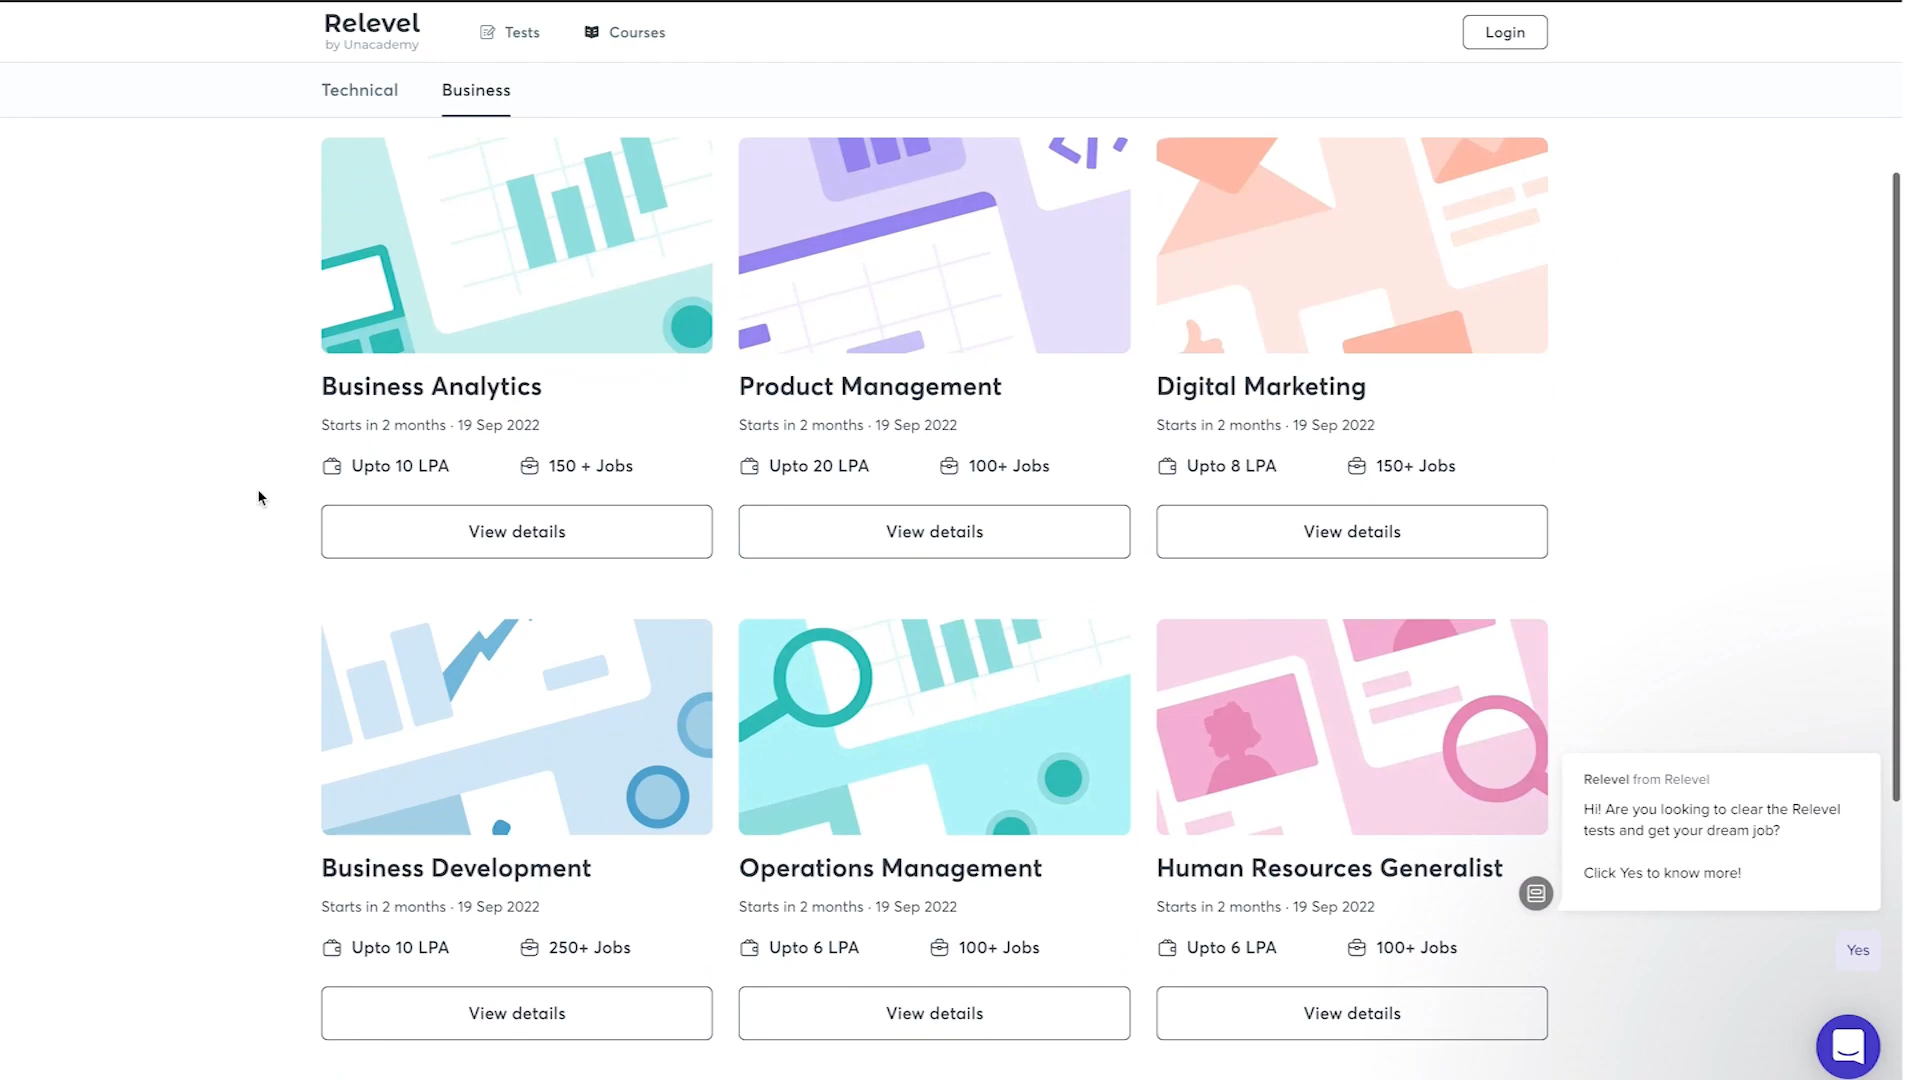 Relevel
by Unacademy
Tests
Courses
Login
Technical
Business
Business Analytics
Starts in 2 months · 19 Sep 2022
Upto 10 LPA
150 + Jobs
View details
Product Management
Starts in 2 months · 19 Sep 2022
Upto 20 LPA
100+ Jobs
View details
Digital Marketing
Starts in 2 months · 19 Sep 2022
Upto 8 LPA
150+ Jobs
View details
Business Development
Starts in 2 months · 19 Sep 2022
Upto 10 LPA
250+ Jobs
View details
Operations Management
Starts in 2 months · 19 Sep 2022
Upto 6 LPA
100+ Jobs
View details
Human Resources Generalist
Starts in 2 months · 19 Sep 2022
Upto 6 LPA
100+ Jobs
View details
Relevel from Relevel
Hi! Are you looking to clear the Relevel
tests and get your dream job?
Click Yes to know more!
Yes